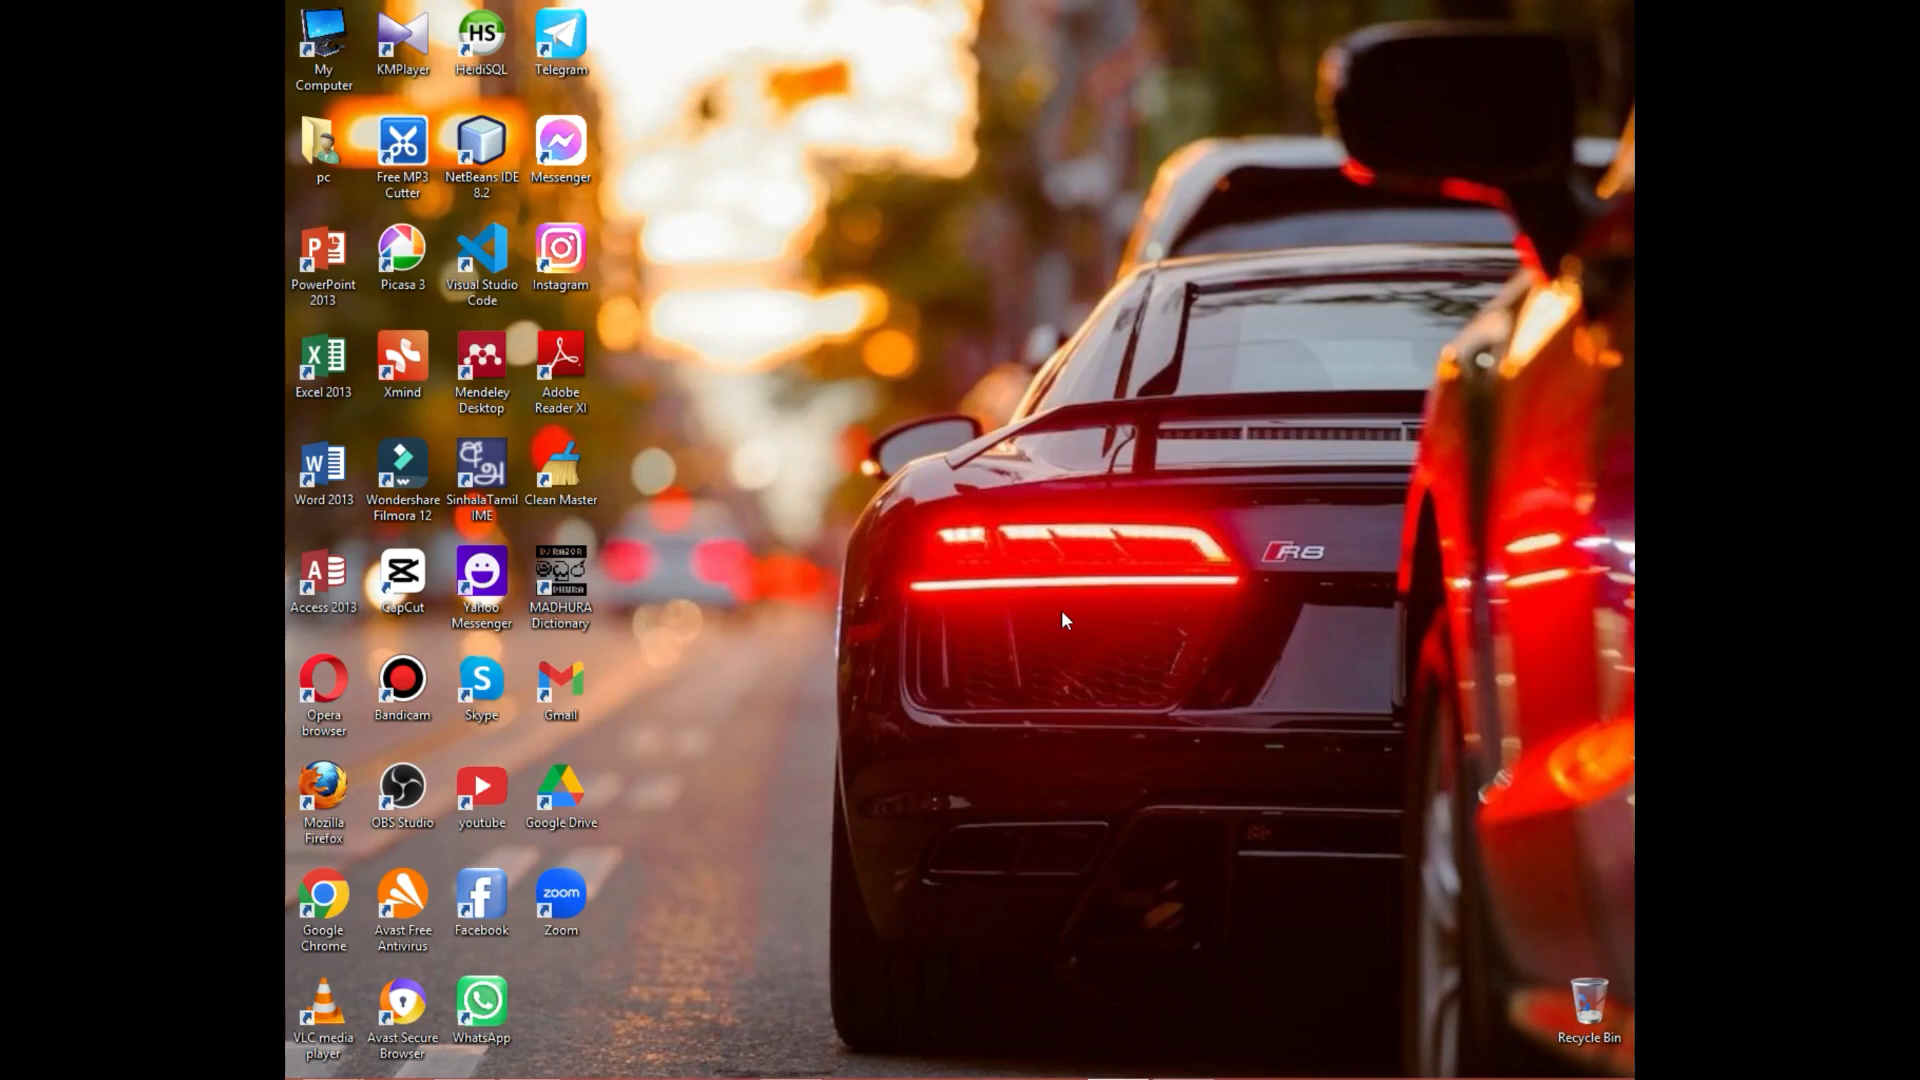 My
Computer
KMPlayer
HS
HeidiSQL
Telegram
pc
Free MP3
Cutter
NetBeans IDE
8.2
Messenger
P
PowerPoint
2013
Picasa 3
Visual Studio
Code
Instagram
X
Excel 2013
Xmind
Mendeley
Desktop
Adobe
Reader XI
W
Word 2013
Wondershare
Filmora 12
අ
அ
SinhalaTamil
IME
Clean Master
A
Access 2013
CapCut
Yahoo
Messenger
DJ RAZOR
මධුර
MADHURA
Dictionary
R8
Opera
browser
Bandicam
S
Skype
Gmail
Mozilla
Firefox
OBS Studio
youtube
Google Drive
Google
Chrome
Avast Free
Antivirus
f
Facebook
zoom
Zoom
VLC media
player
Avast Secure
Browser
WhatsApp
Recycle Bin